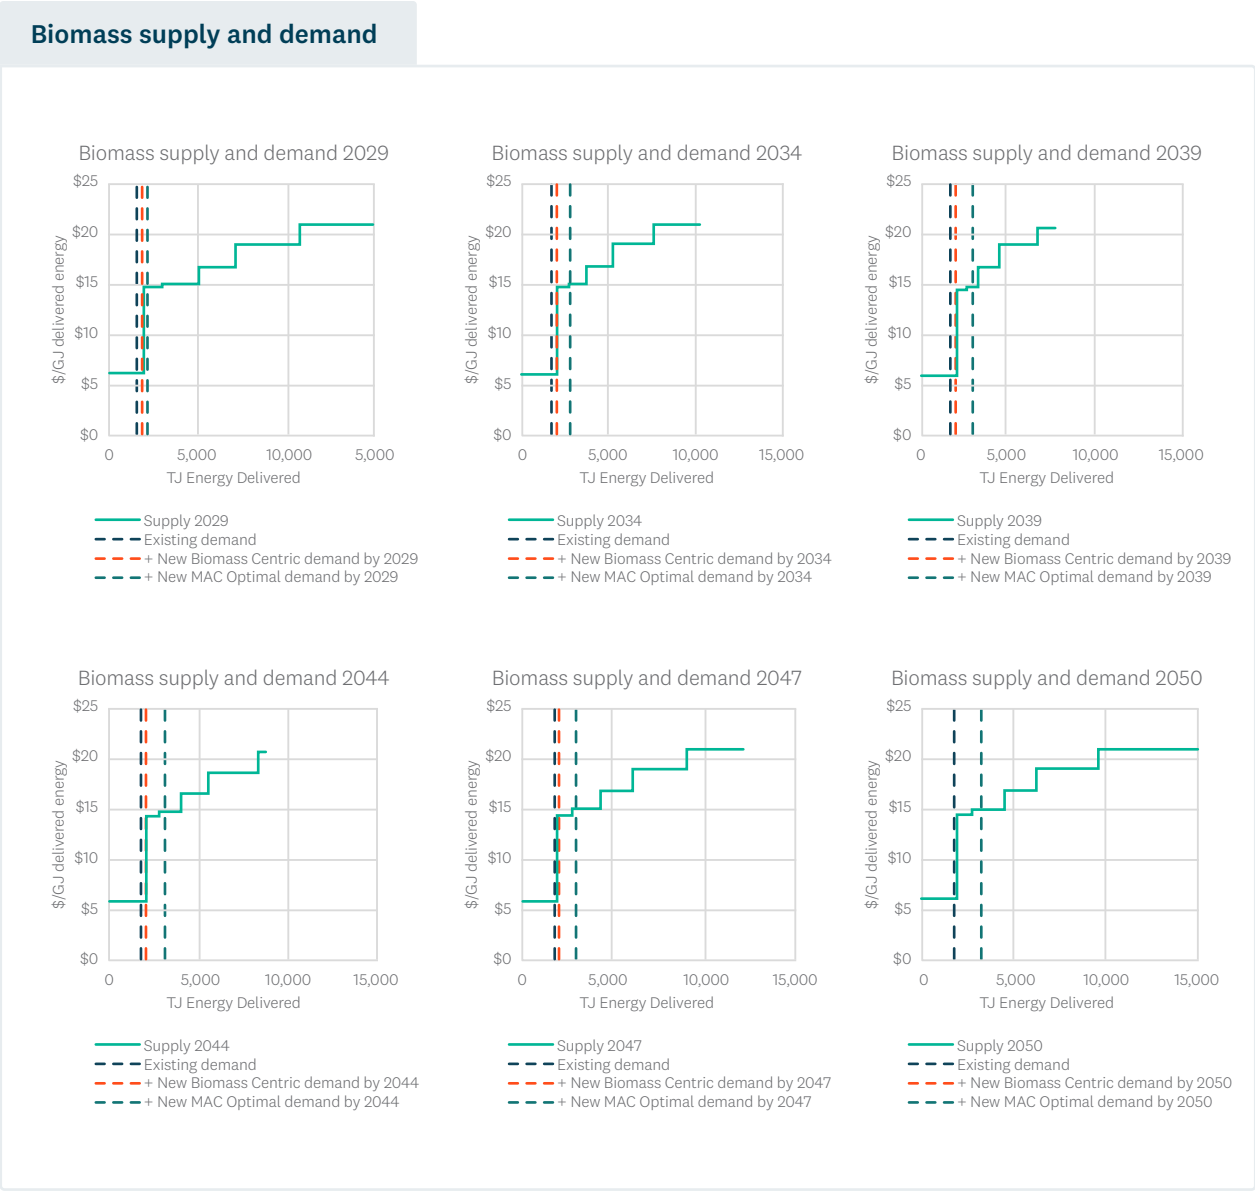 Biomass supply and demand
Biomass supply and demand 2029
$25
$20
$15
$10
$5
$0
$/GJ delivered energy
0 5,000 10,000 5,000
TJ Energy Delivered
Supply 2029
Existing demand
+ New Biomass Centric demand by 2029
+ New MAC Optimal demand by 2029
Biomass supply and demand 2034
$25
$20
$15
$10
$5
$0
$/GJ delivered energy
0 5,000 10,000 15,000
TJ Energy Delivered
Supply 2034
Existing demand
+ New Biomass Centric demand by 2034
+ New MAC Optimal demand by 2034
Biomass supply and demand 2039
$25
$20
$15
$10
$5
$0
$/GJ delivered energy
0 5,000 10,000 15,000
TJ Energy Delivered
Supply 2039
Existing demand
+ New Biomass Centric demand by 2039
+ New MAC Optimal demand by 2039
Biomass supply and demand 2044
$25
$20
$15
$10
$5
$0
$/GJ delivered energy
0 5,000 10,000 15,000
TJ Energy Delivered
Supply 2044
Existing demand
+ New Biomass Centric demand by 2044
+ New MAC Optimal demand by 2044
Biomass supply and demand 2047
$25
$20
$15
$10
$5
$0
$/GJ delivered energy
0 5,000 10,000 15,000
TJ Energy Delivered
Supply 2047
Existing demand
+ New Biomass Centric demand by 2047
+ New MAC Optimal demand by 2047
Biomass supply and demand 2050
$25
$20
$15
$10
$5
$0
$/GJ delivered energy
0 5,000 10,000 15,000
TJ Energy Delivered
Supply 2050
Existing demand
+ New Biomass Centric demand by 2050
+ New MAC Optimal demand by 2050